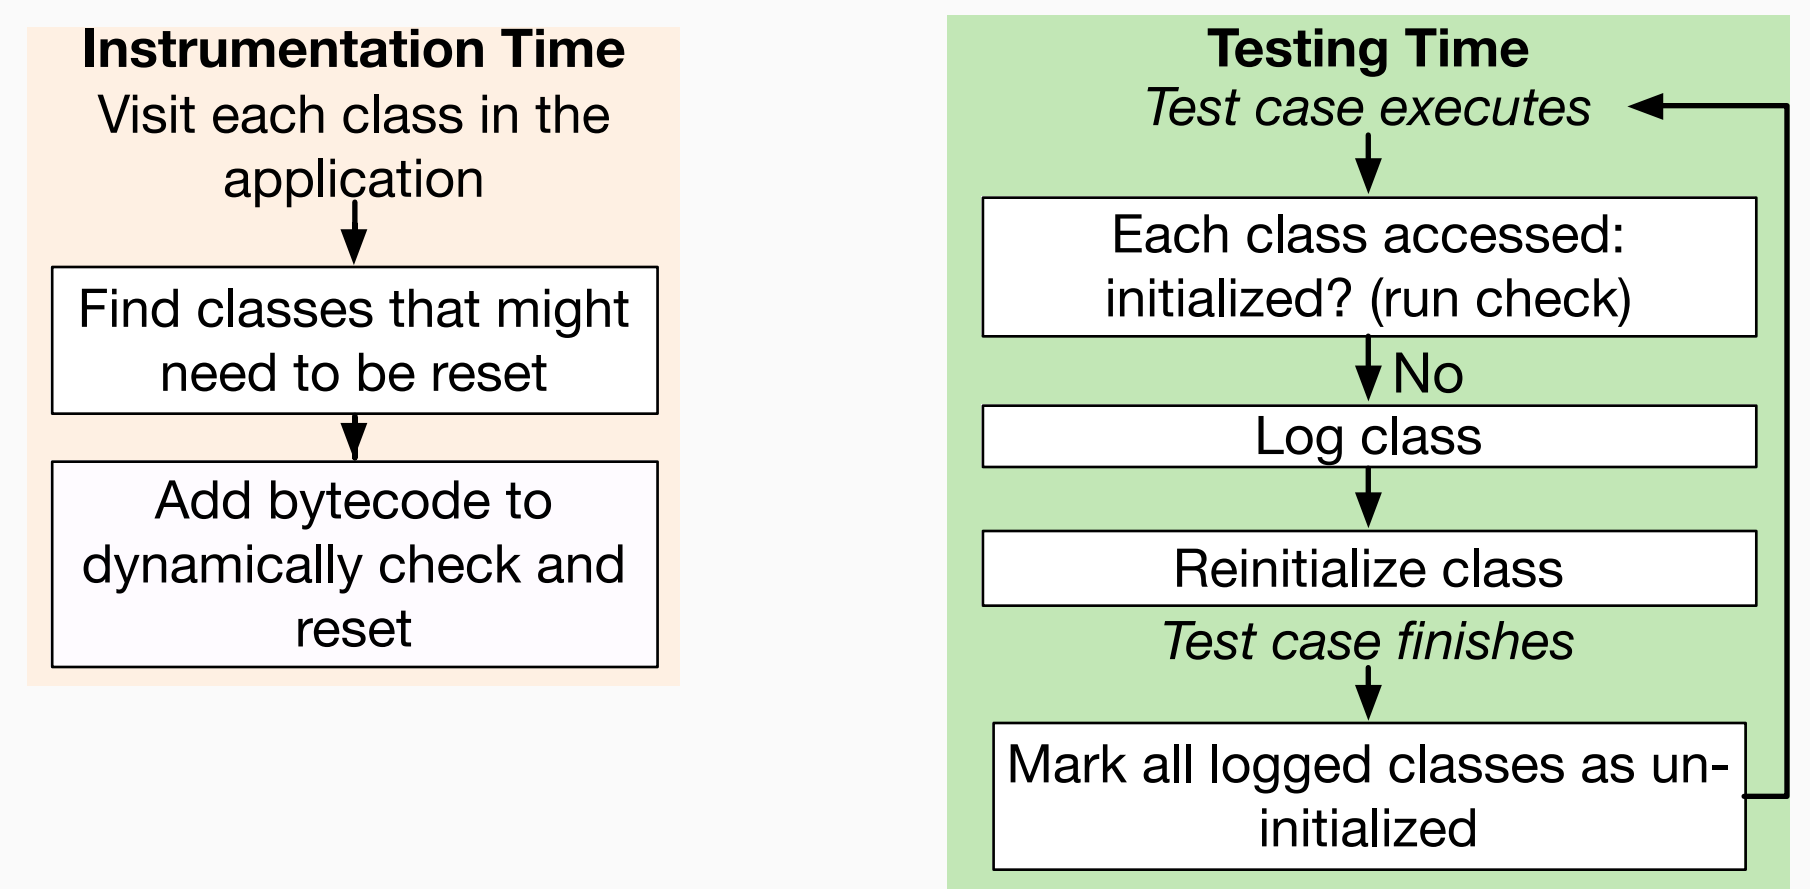 Instrumentation Time
Visit each class in the
application
Find classes that might
need to be reset
Add bytecode to
dynamically check and
reset
Testing Time
Test case executes
Each class accessed:
initialized? (run check)
No
Log class
Reinitialize class
Test case finishes
Mark all logged classes as un-
initialized